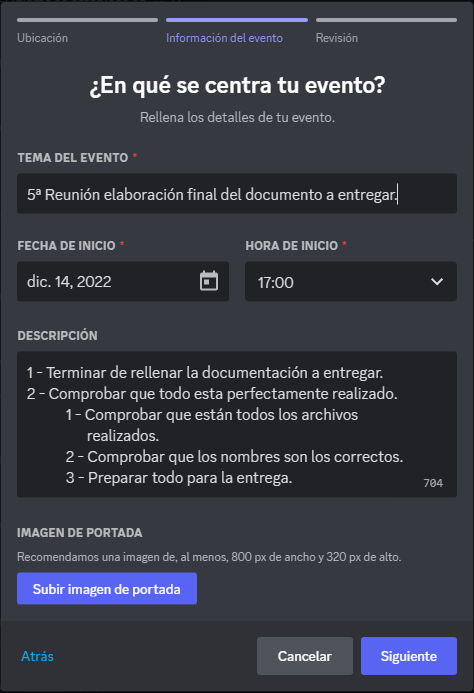 Ubicación
Información del evento
Revisión
¿En qué se centra tu evento?
Rellena los detalles de tu evento.
TEMA DEL EVENTO *
5ª Reunión elaboración final del documento a entregar.
FECHA DE INICIO *
HORA DE INICIO *
dic. 14, 2022
17:00
DESCRIPCIÓN
1 - Terminar de rellenar la documentación a entregar.
2 - Comprobar que todo esta perfectamente realizado.
1 - Comprobar que están todos los archivos
realizados.
2 - Comprobar que los nombres son los correctos.
3 - Preparar todo para la entrega.
704
IMAGEN DE PORTADA
Recomendamos una imagen de, al menos, 800 px de ancho y 320 px de alto.
Subir imagen de portada
Atrás
Cancelar
Siguiente